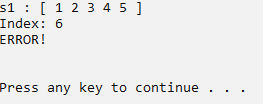 s1 : [ 1 2 3 4 5 ]
Index: 6
ERROR!
Press any key to continue . . .